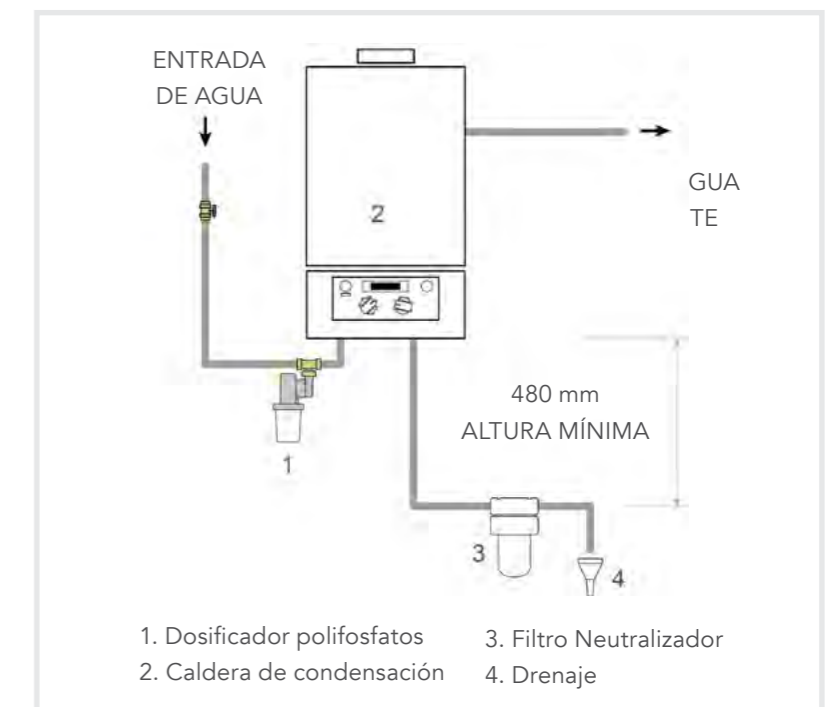 ENTRADA
DE AGUA
GUA
TE
2
480 mm
ALTURA MÍNIMA
1
3
4
1. Dosificador polifosfatos
2. Caldera de condensación
3. Filtro Neutralizador
4. Drenaje